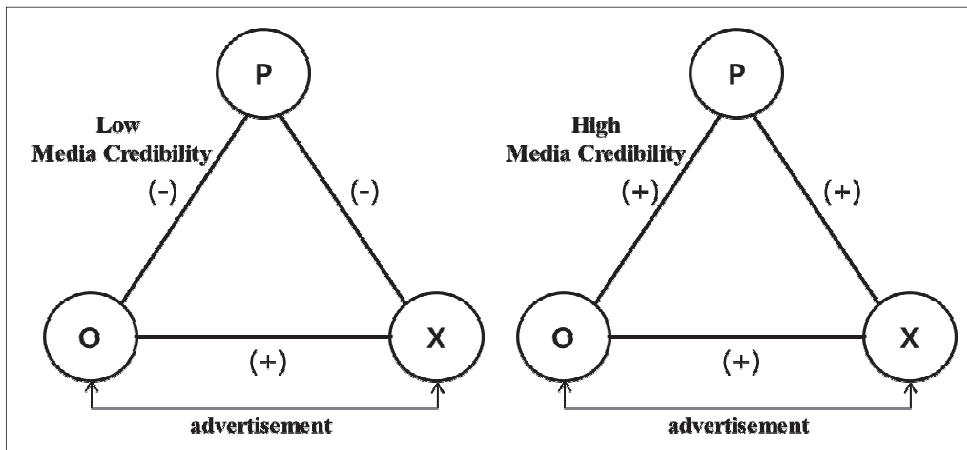 P
Low
Media Credibility
(-)
(-)
O
X
(+)
advertisement
P
High
Media Credibility
(+)
(+)
O
X
(+)
advertisement